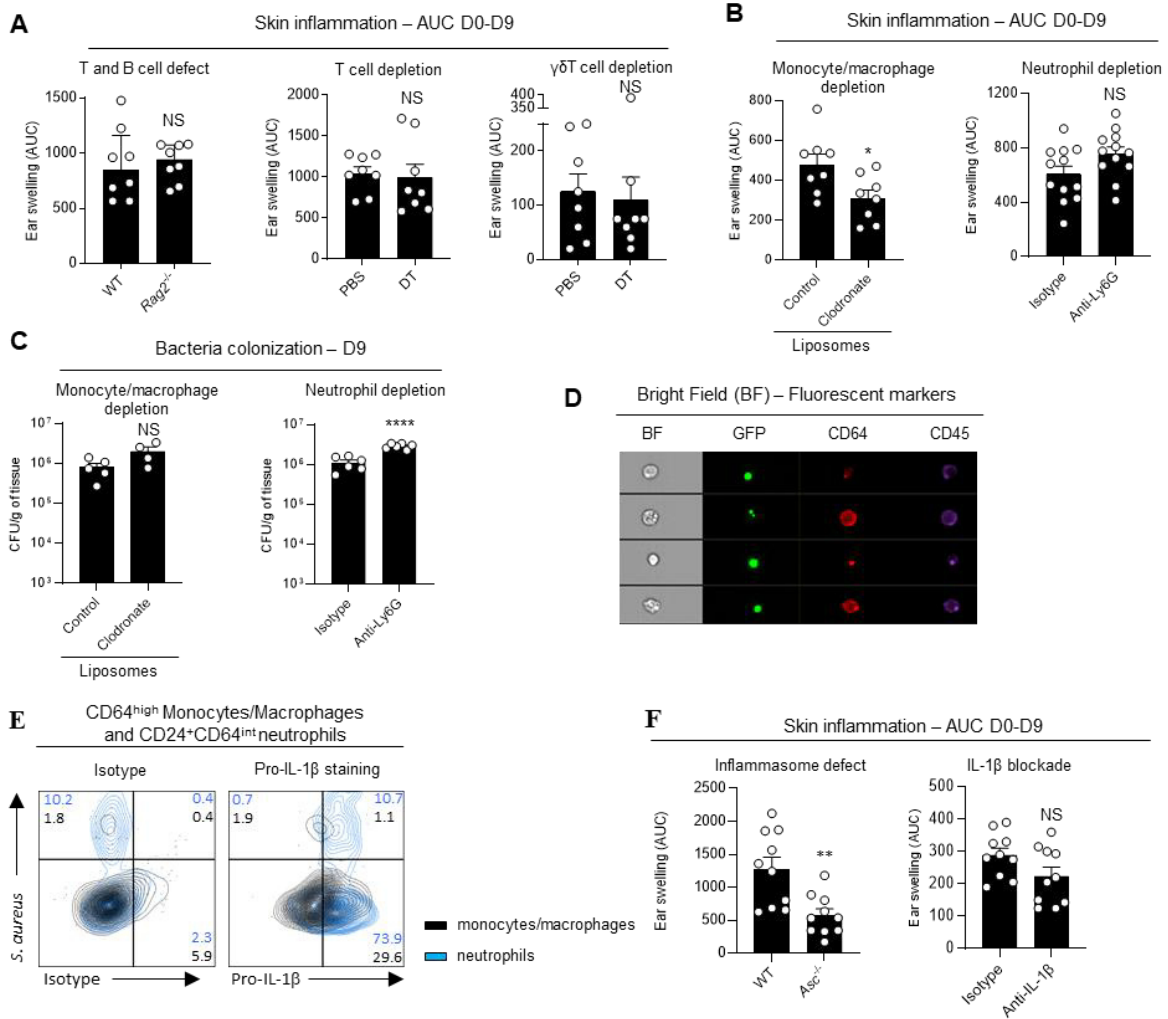 A
Skin inflammation – AUC D0-D9
T and B cell defect
Ear swelling (AUC)
1500
1000
500
0
NS
WT
Rag2-/-
T cell depletion
Ear swelling (AUC)
2000
1500
1000
500
0
NS
PBS
DT
γδT cell depletion
Ear swelling (AUC)
400
350
200
100
0
NS
PBS
DT
B
Skin inflammation – AUC D0-D9
Monocyte/macrophage
depletion
Ear swelling (AUC)
800
600
400
200
0
*
Control
Clodronate
Liposomes
Neutrophil depletion
Ear swelling (AUC)
1200
800
400
0
NS
Isotype
Anti-Ly6G
C
Bacteria colonization – D9
Monocyte/macrophage
depletion
CFU/g of tissue
10⁷
10⁶
10⁵
10⁴
10³
NS
Control
Clodronate
Liposomes
Neutrophil depletion
CFU/g of tissue
10⁷
10⁶
10⁵
10⁴
10³
****
Isotype
Anti-Ly6G
D
Bright Field (BF) – Fluorescent markers
BF GFP CD64 CD45
E
CD64high Monocytes/Macrophages
and CD24+CD64int neutrophils
Isotype
Pro-IL-1β staining
S. aureus
10.2
1.8
0.4
0.4
2.3
5.9
0.7
1.9
10.7
1.1
73.9
29.6
Isotype
Pro-IL-1β
monocytes/macrophages
neutrophils
F
Skin inflammation – AUC D0-D9
Inflammasome defect
Ear swelling (AUC)
2500
2000
1500
1000
500
0
**
WT
Asc-/-
IL-1β blockade
Ear swelling (AUC)
500
400
300
200
100
0
NS
Isotype
Anti-IL-1β